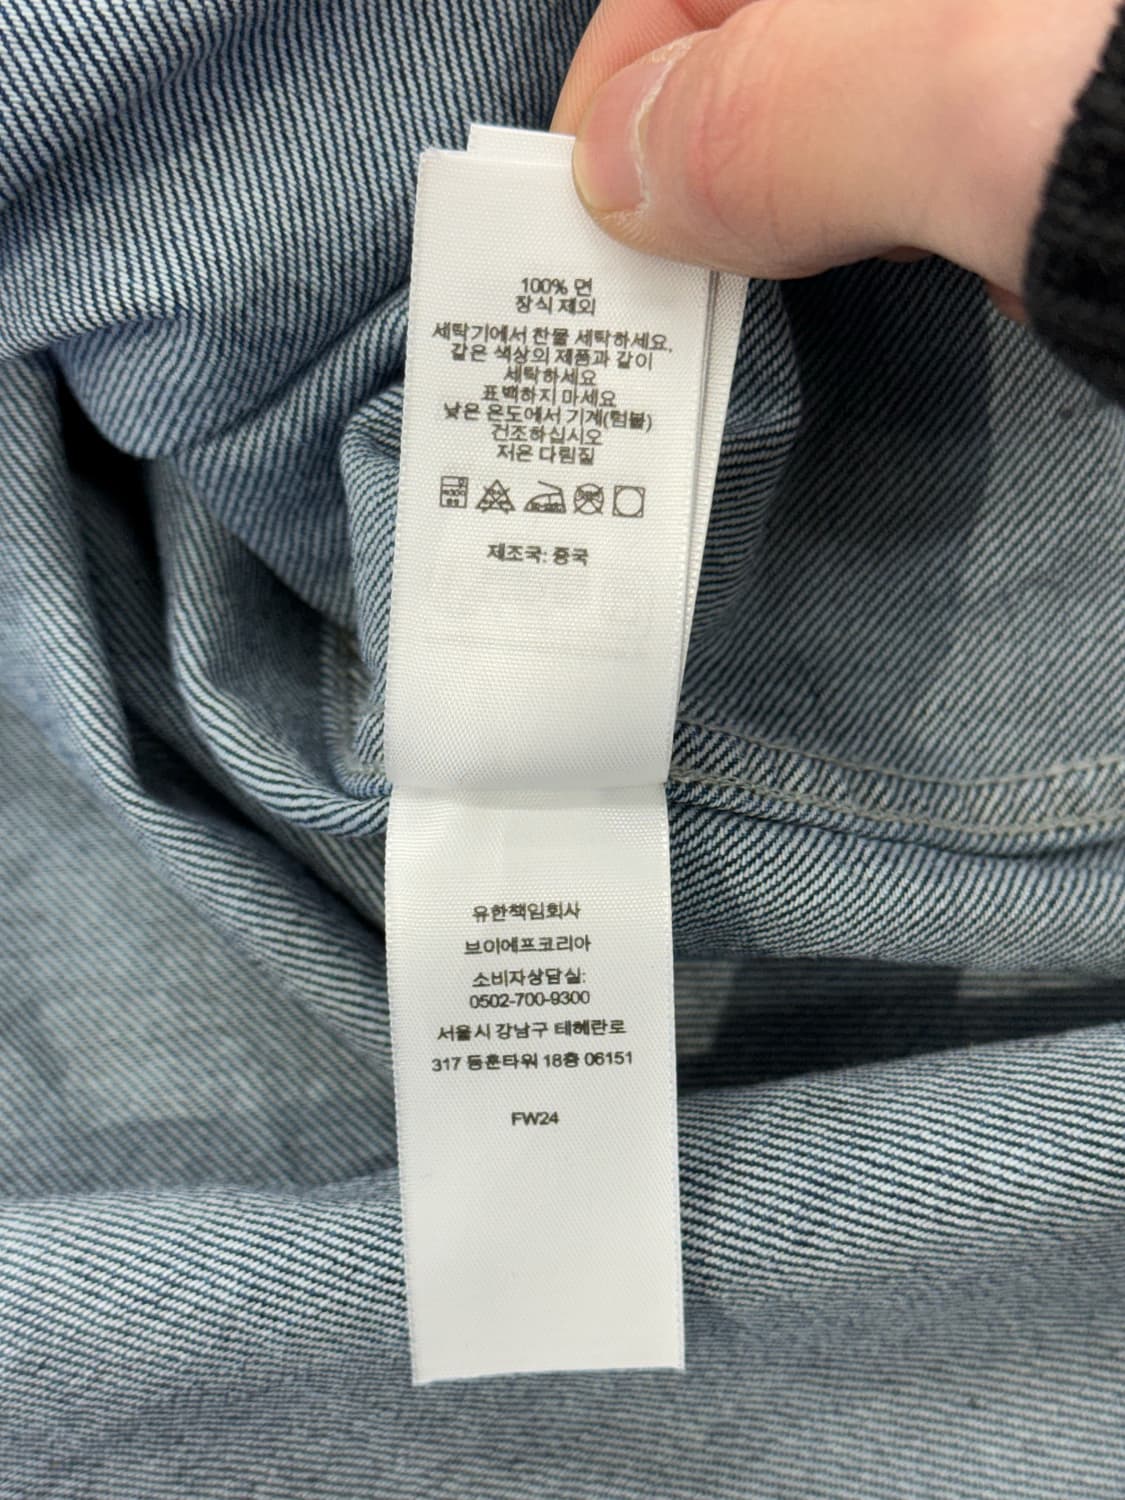 100% 면
장식 제외
세탁기에서 찬물 세탁하세요.
같은 색상의 제품과 같이
세탁하세요
표백하지 마세요
낮은 온도에서 기계(텀블)
건조하십시오
저온 다림질
제조국: 중국
유한책임회사
브이에프코리아
소비자상담실:
0502-700-9300
서울시 강남구 테헤란로
317 동훈타워 18층 06151
FW24